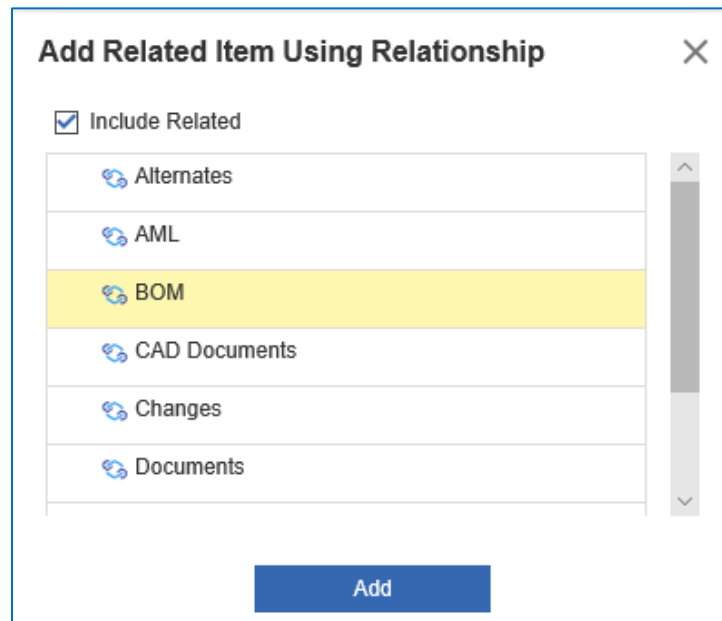 Add Related Item Using Relationship
Include Related
Alternates
AML
BOM
CAD Documents
Changes
Documents
Add